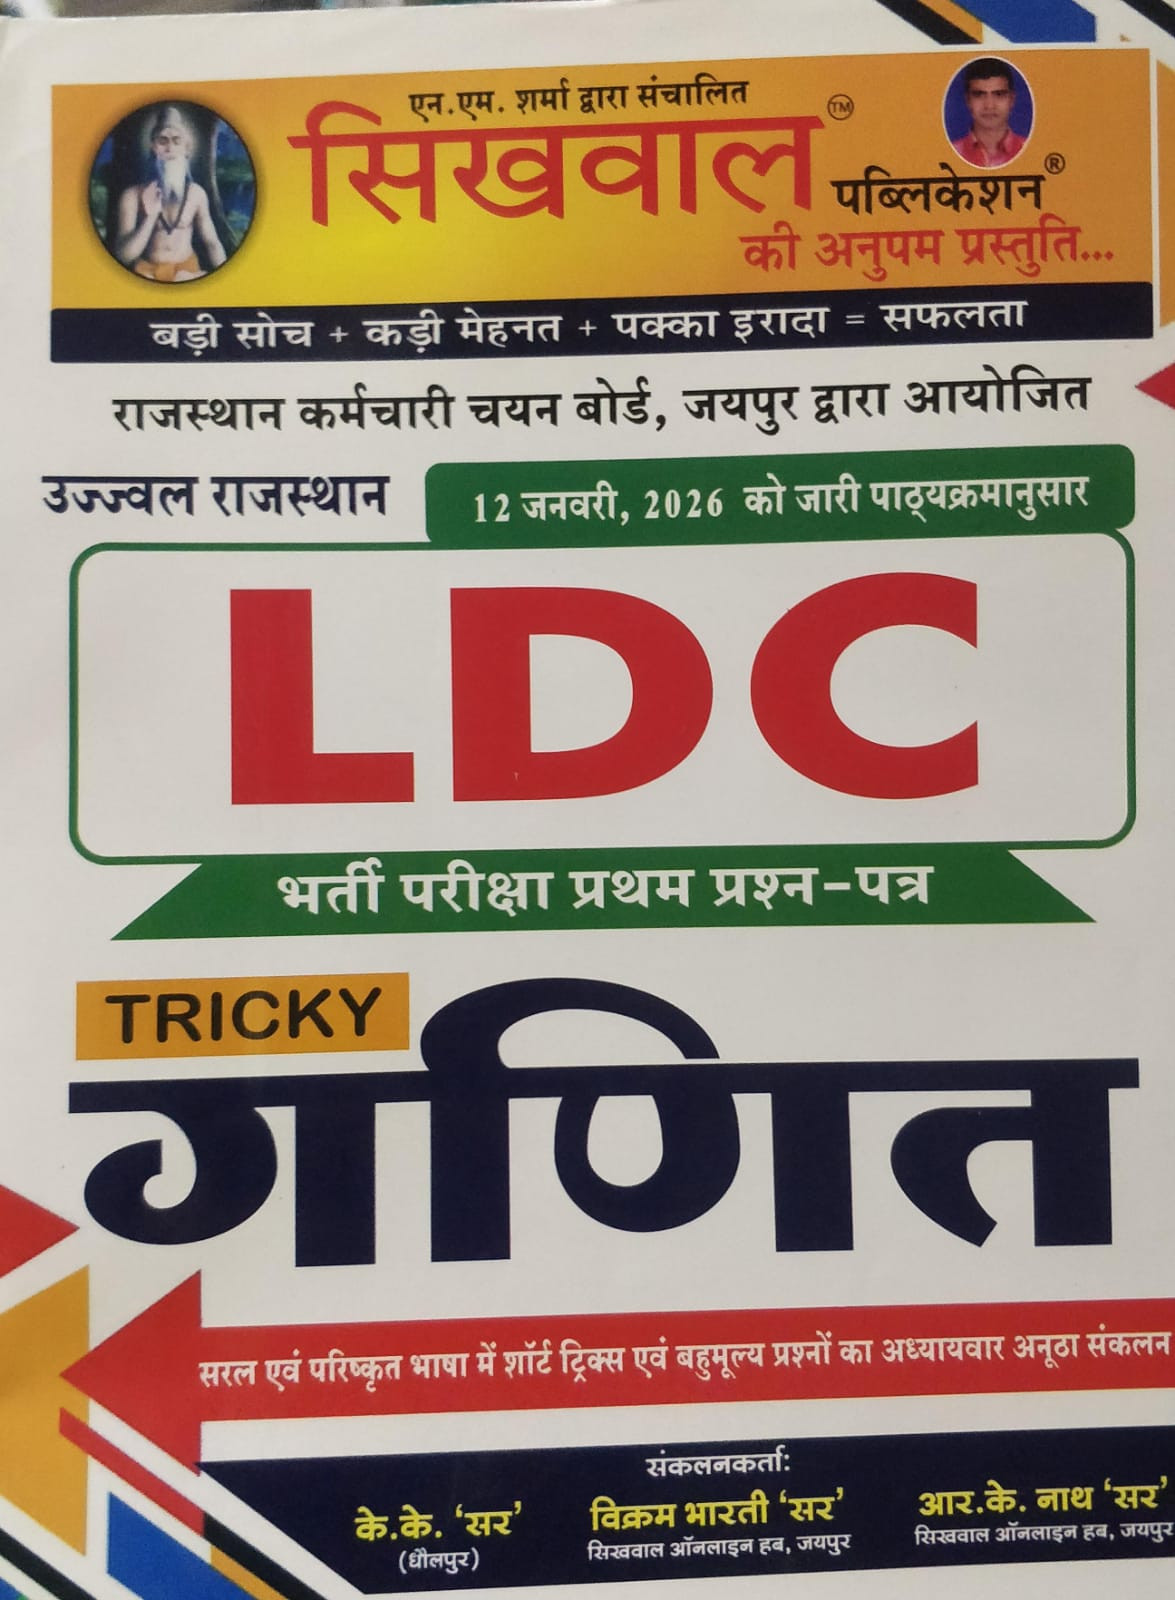 एन.एम. शर्मा द्वारा संचालित
सिखवाल TM
पब्लिकेशन ®
की अनुपम प्रस्तुति...
बड़ी सोच + कड़ी मेहनत + पक्का इरादा = सफलता
राजस्थान कर्मचारी चयन बोर्ड, जयपुर द्वारा आयोजित
उज्ज्वल राजस्थान
12 जनवरी, 2026 को जारी पाठ्यक्रमानुसार
LDC
भर्ती परीक्षा प्रथम प्रश्न-पत्र
TRICKY
गणित
सरल एवं परिष्कृत भाषा में शॉर्ट ट्रिक्स एवं बहुमूल्य प्रश्नों का अध्यायवार अनूठा संकलन
संकलनकर्ता:
के.के. 'सर' विक्रम भारती 'सर' आर.के. नाथ 'सर'
(धौलपुर) सिखवाल ऑनलाइन हब, जयपुर सिखवाल ऑनलाइन हब, जयपुर